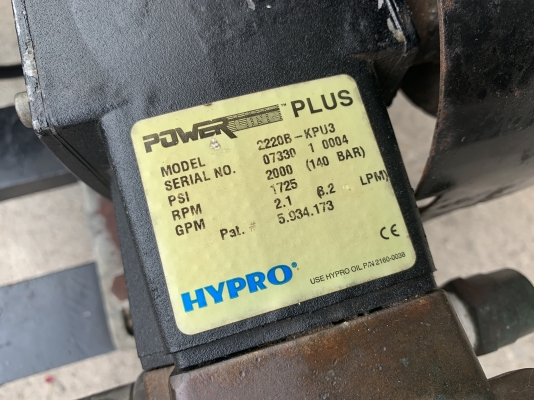 POWER LINE™ PLUS
MODEL 2220B-KPU3
SERIAL NO. 07330 1 0004
PSI 2000 (140 BAR)
RPM 1725
GPM 2.1 (8.2 LPM)
Pat. # 5.934.173
CE
HYPRO®
USE HYPRO OIL P/N 2160-0038